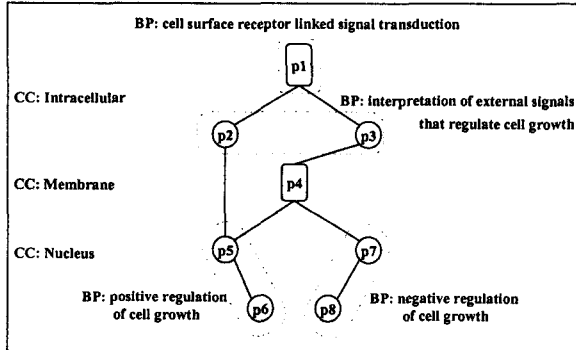 BP: cell surface receptor linked signal transduction
p1
CC: Intracellular
BP: interpretation of external signals
that regulate cell growth
p2
p3
CC: Membrane
p4
CC: Nucleus
p5
p7
BP: positive regulation
of cell growth
p6
p8
BP: negative regulation
of cell growth